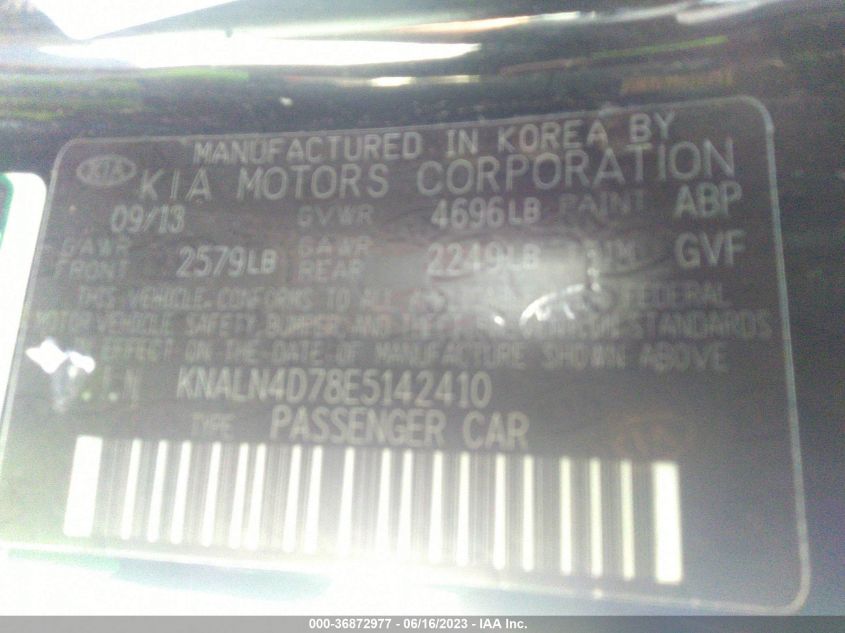 MANUFACTURED IN KOREA BY
KIA KIA MOTORS CORPORATION
09/13 GVWR 4696LB PAINT ABP
GAWR FRONT 2579LB GAWR REAR 2249LB GVF
THIS VEHICLE CONFORMS TO ALL FEDERAL
MOTOR VEHICLE SAFETY BUMPER AND STANDARDS
EFFECT ON THE DATE OF MANUFACTURE SHOWN ABOVE
KNALN4D78E5142410
TYPE PASSENGER CAR
000-36872977 - 06/16/2023 - IAA Inc.